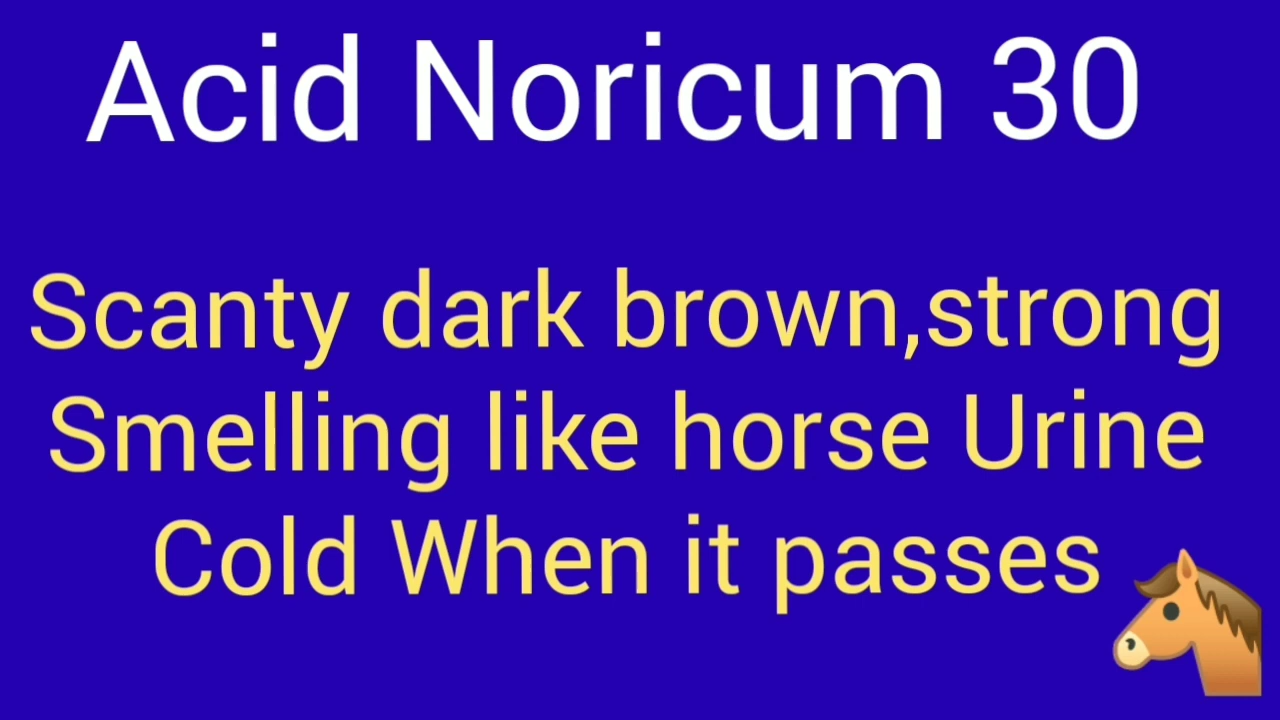 Acid Noricum 30
Scanty dark brown,strong
Smelling like horse Urine
Cold When it passes